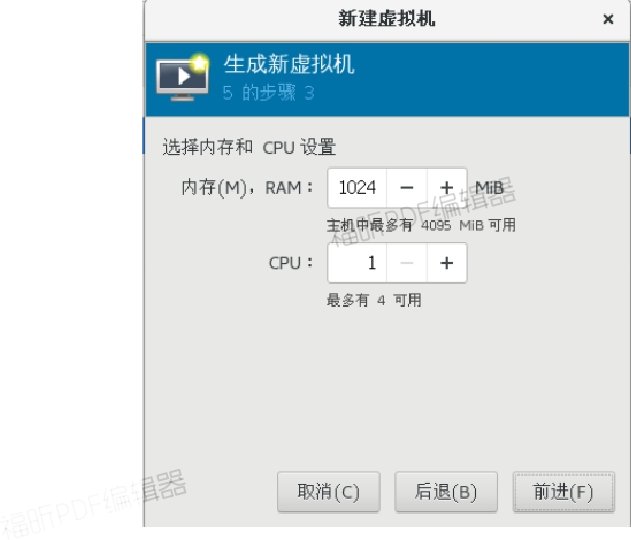 新建虚拟机 ×
生成新虚拟机
5 的步骤 3
选择内存和 CPU 设置
内存(M)，RAM： 1024 − + MiB
主机中最多有 4095 MiB 可用
CPU： 1 − +
最多有 4 可用
取消(C) 后退(B) 前进(F)
福昕PDF编辑器
福昕PDF编辑器